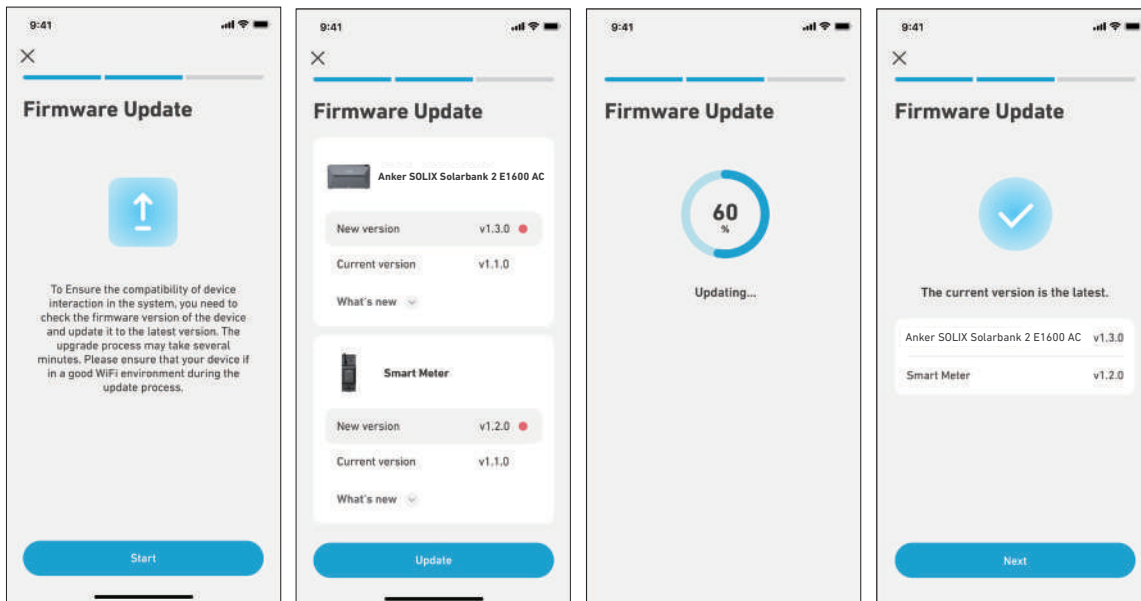 9:41
Firmware Update
To Ensure the compatibility of device
interaction in the system, you need to
check the firmware version of the device
and update it to the latest version. The
upgrade process may take several
minutes. Please ensure that your device if
in a good WiFi environment during the
update process.
Start
9:41
Firmware Update
Anker SOLIX Solarbank 2 E1600 AC
New version v1.3.0
Current version v1.1.0
What's new
Smart Meter
New version v1.2.0
Current version v1.1.0
What's new
Update
9:41
Firmware Update
60
%
Updating...
9:41
Firmware Update
The current version is the latest.
Anker SOLIX Solarbank 2 E1600 AC v1.3.0
Smart Meter v1.2.0
Next